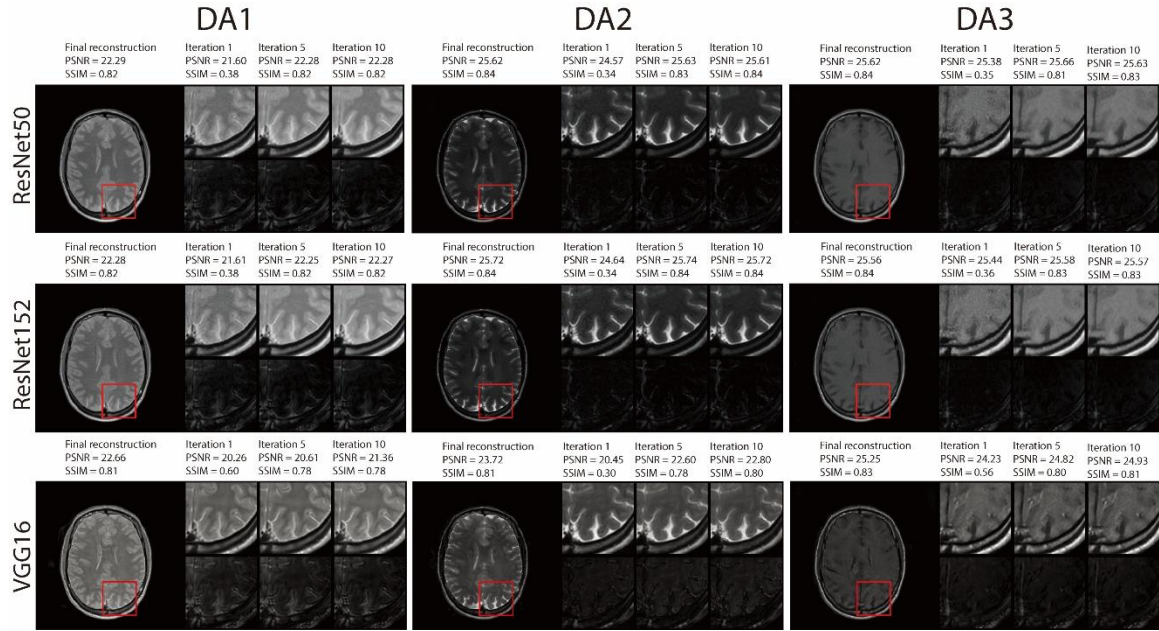 DA1
DA2
DA3
ResNet50
Final reconstruction
PSNR = 22.29
SSIM = 0.82
Iteration 1
PSNR = 21.60
SSIM = 0.38
Iteration 5
PSNR = 22.28
SSIM = 0.82
Iteration 10
PSNR = 22.28
SSIM = 0.82
Final reconstruction
PSNR = 25.62
SSIM = 0.84
Iteration 1
PSNR = 24.57
SSIM = 0.34
Iteration 5
PSNR = 25.63
SSIM = 0.83
Iteration 10
PSNR = 25.61
SSIM = 0.84
Final reconstruction
PSNR = 25.62
SSIM = 0.84
Iteration 1
PSNR = 25.38
SSIM = 0.35
Iteration 5
PSNR = 25.66
SSIM = 0.81
Iteration 10
PSNR = 25.63
SSIM = 0.83
ResNet152
Final reconstruction
PSNR = 22.28
SSIM = 0.82
Iteration 1
PSNR = 21.61
SSIM = 0.38
Iteration 5
PSNR = 22.25
SSIM = 0.82
Iteration 10
PSNR = 22.27
SSIM = 0.82
Final reconstruction
PSNR = 25.72
SSIM = 0.84
Iteration 1
PSNR = 24.64
SSIM = 0.34
Iteration 5
PSNR = 25.74
SSIM = 0.84
Iteration 10
PSNR = 25.72
SSIM = 0.84
Final reconstruction
PSNR = 25.56
SSIM = 0.84
Iteration 1
PSNR = 25.44
SSIM = 0.36
Iteration 5
PSNR = 25.58
SSIM = 0.83
Iteration 10
PSNR = 25.57
SSIM = 0.83
VGG16
Final reconstruction
PSNR = 22.66
SSIM = 0.81
Iteration 1
PSNR = 20.26
SSIM = 0.60
Iteration 5
PSNR = 20.61
SSIM = 0.78
Iteration 10
PSNR = 21.36
SSIM = 0.78
Final reconstruction
PSNR = 23.72
SSIM = 0.81
Iteration 1
PSNR = 20.45
SSIM = 0.30
Iteration 5
PSNR = 22.60
SSIM = 0.78
Iteration 10
PSNR = 22.80
SSIM = 0.80
Final reconstruction
PSNR = 25.25
SSIM = 0.83
Iteration 1
PSNR = 24.23
SSIM = 0.56
Iteration 5
PSNR = 24.82
SSIM = 0.80
Iteration 10
PSNR = 24.93
SSIM = 0.81